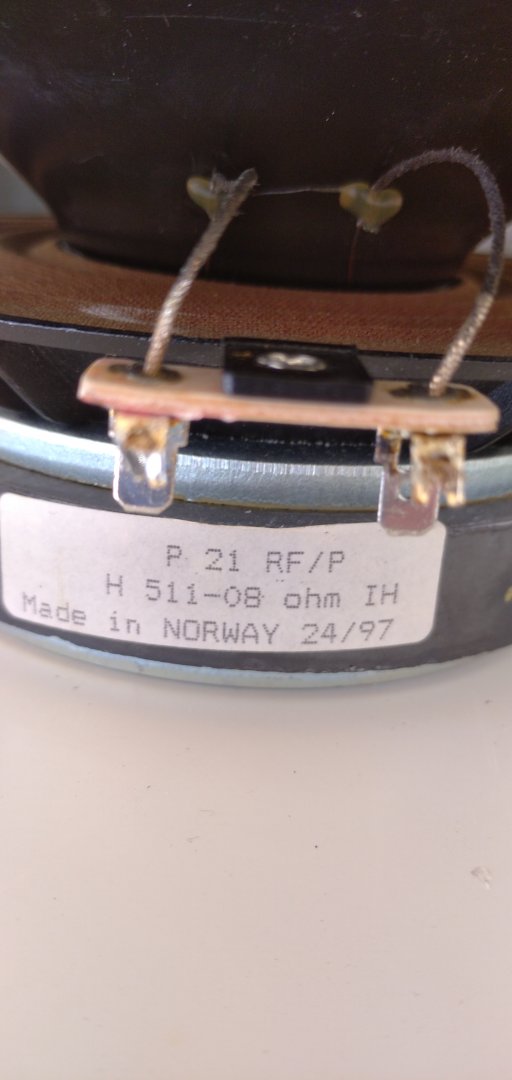 P 21 RF/P
H 511-08 ohm IH
Made in NORWAY 24/97